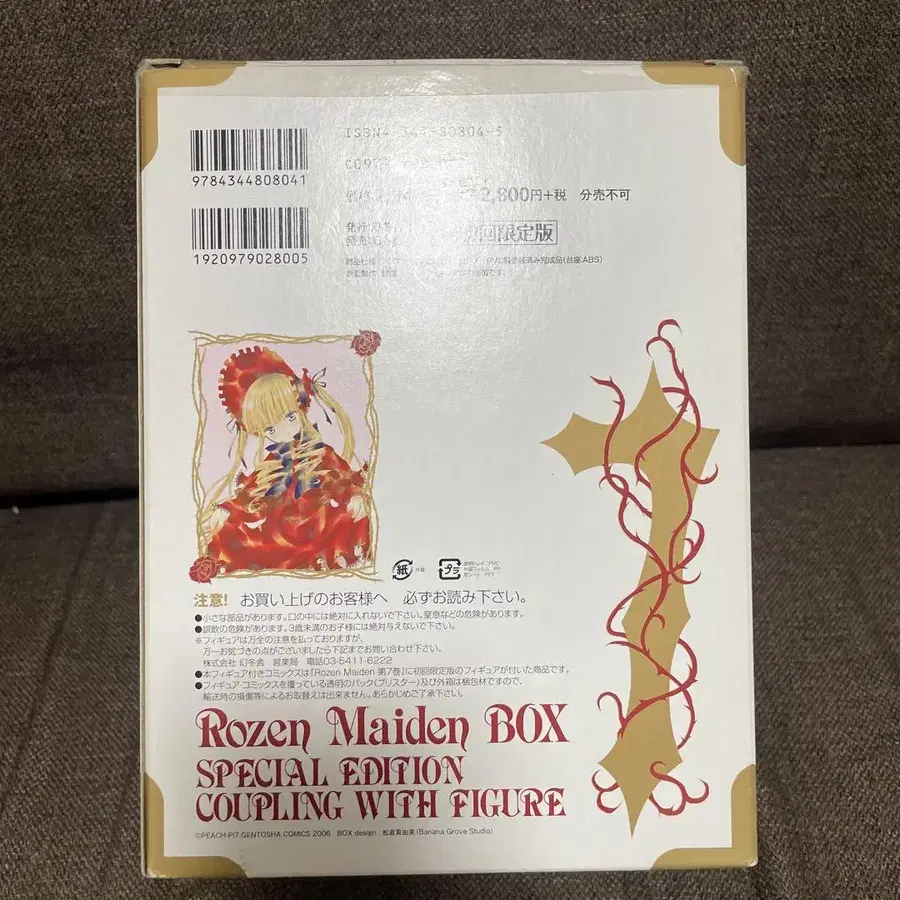 ISBN4-344-80804-5
9784344808041
2,800円+税 分売不可
初回限定版
1920979028005
紙 外箱
プラ
注意! お買い上げのお客様へ 必ずお読み下さい。
●小さな部品があります。口の中には絶対に入れないで下さい。窒息などの危険があります。
●誤飲の危険があります。3歳未満のお子様には絶対与えないで下さい。
※フィギュアは万全の注意を払っておりますが、
万一お気づきの点がございましたら下記までお問い合わせ下さい。
株式会社 幻冬舎 営業局 電話03-5411-6222
●本フィギュア付きコミックスは『Rozen Maiden 第7巻』に初回限定版のフィギュアが付いた商品です。
●フィギュア・コミックスを覆っている透明のパック(ブリスター)及び外箱は梱包材ですので、
輸送時の損傷等によるお取替えは出来ません。あらかじめご了承下さい。
Rozen Maiden BOX
SPECIAL EDITION
COUPLING WITH FIGURE
©PEACH-PIT, GENTOSHA COMICS 2006 BOX design 松倉真由美(Banana Grove Studio)